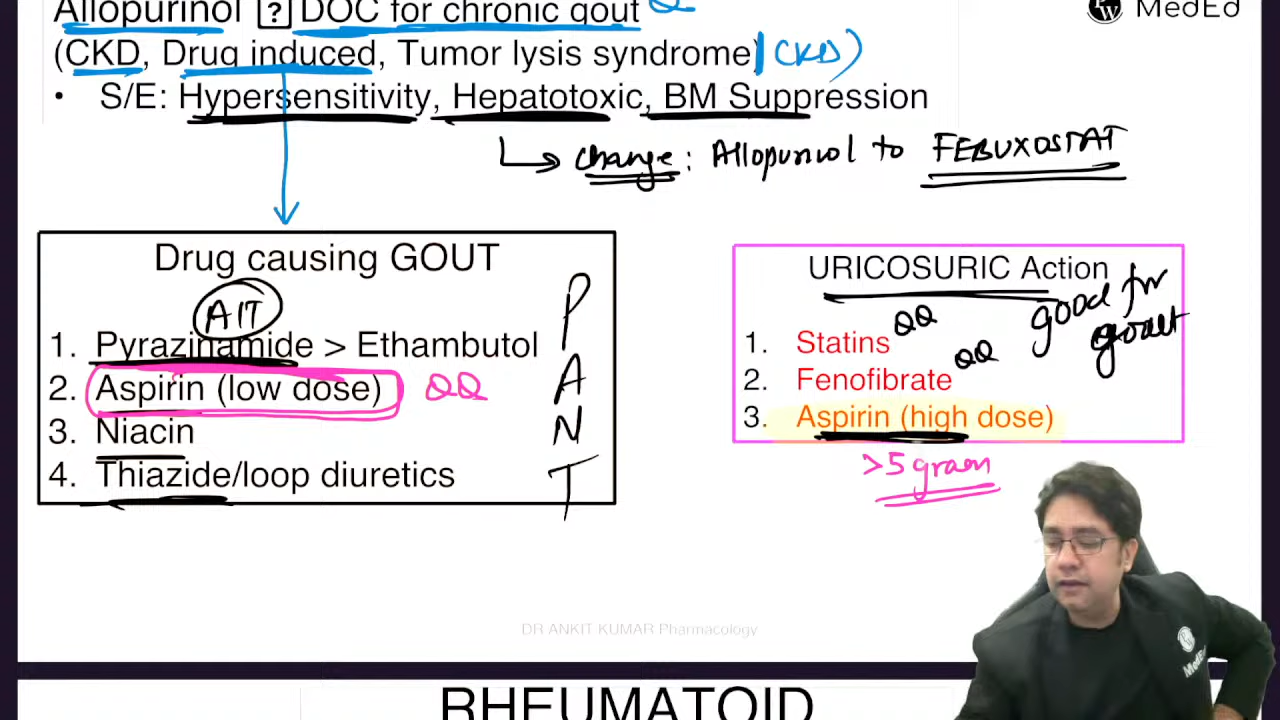 Allopurinol ? DOC for chronic gout Q
MedEd
(CKD, Drug induced, Tumor lysis syndrome) (CKD)
• S/E: Hypersensitivity, Hepatotoxic, BM Suppression
change: Allopurinol to FEBUXOSTAT
Drug causing GOUT
AIT
1. Pyrazinamide > Ethambutol
2. Aspirin (low dose) QQ
3. Niacin
4. Thiazide/loop diuretics
P
A
N
T
URICOSURIC Action
good for
gout
1. Statins QQ
2. Fenofibrate QQ
3. Aspirin (high dose)
>5 gram
DR ANKIT KUMAR Pharmacology
MedEd
RHEUMATOID